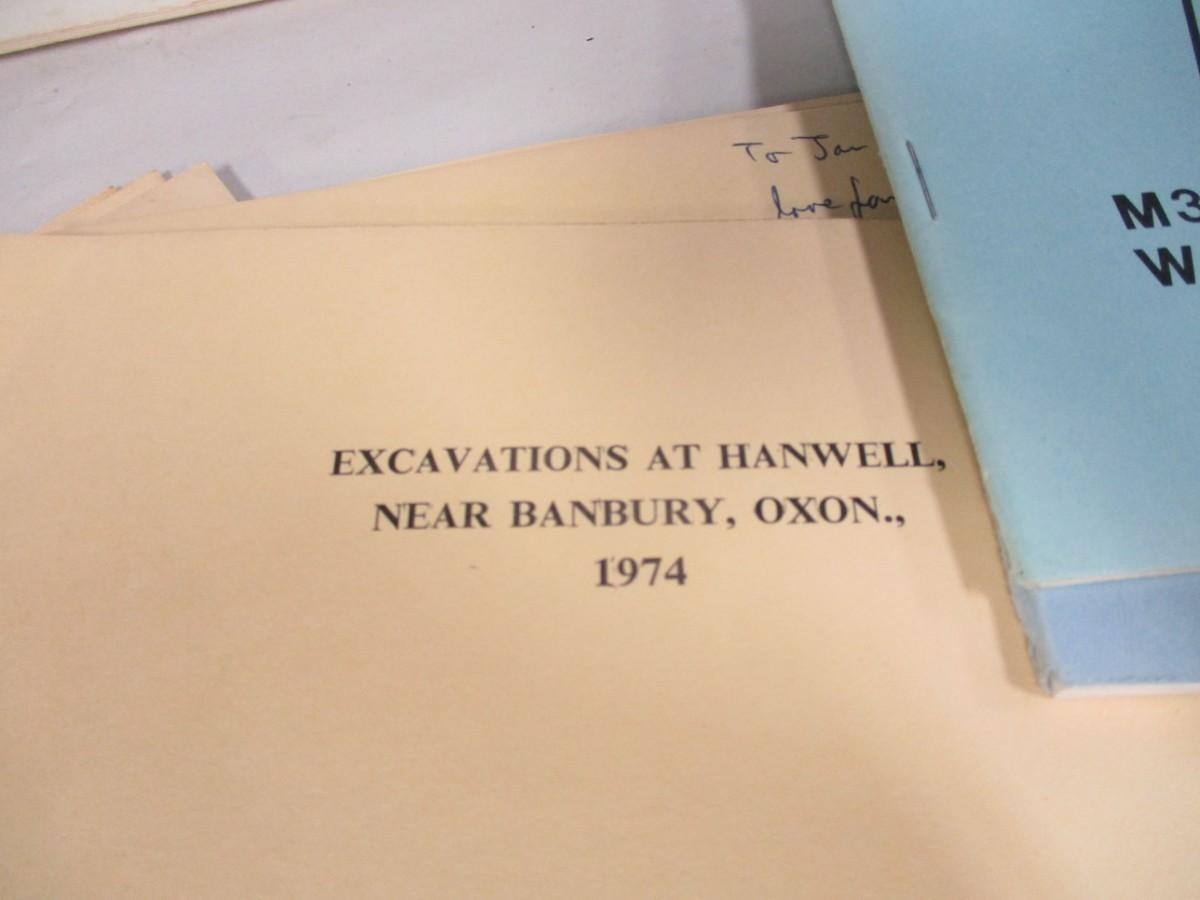 To Jan
love
M3
W
EXCAVATIONS AT HANWELL,
NEAR BANBURY, OXON.,
1974